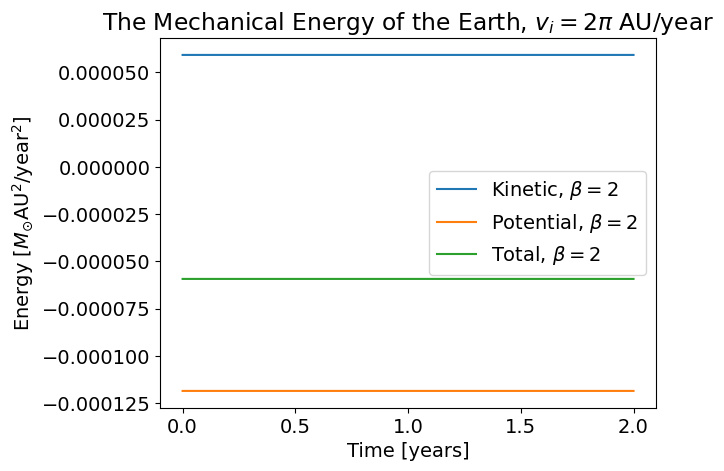 The Mechanical Energy of the Earth, $v_i = 2\pi$ AU/year
Energy [$M_\odot$AU$^2$/year$^2$]
0.000050
0.000025
0.000000
−0.000025
−0.000050
−0.000075
−0.000100
−0.000125
Kinetic, $\beta = 2$
Potential, $\beta = 2$
Total, $\beta = 2$
0.0 0.5 1.0 1.5 2.0
Time [years]